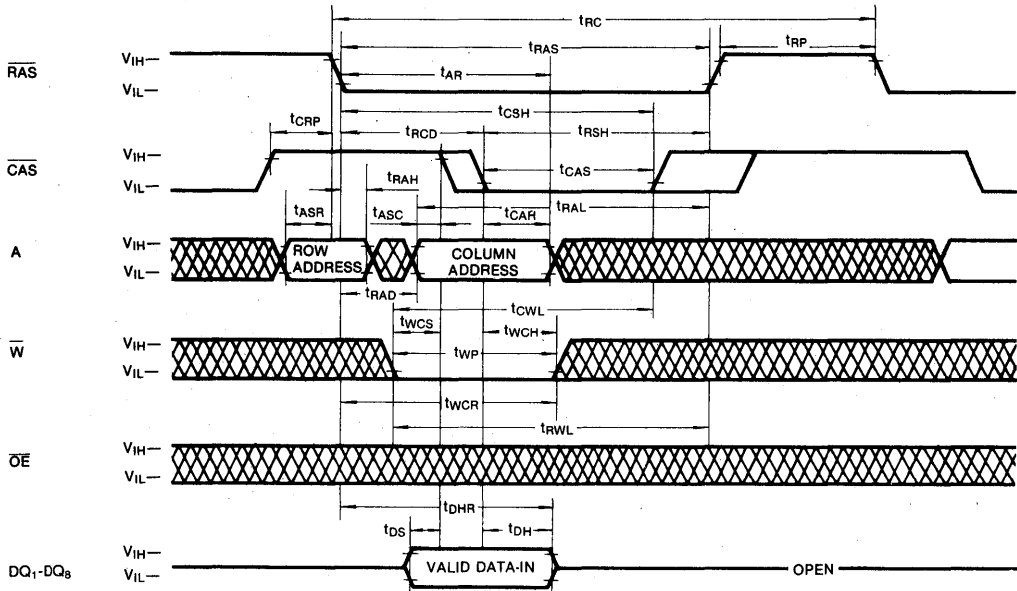 tRC
tRAS
tRP
RAS
VIH—
VIL—
tAR
tCSH
tCRP
tRCD
tRSH
CAS
VIH—
VIL—
tRAH
tCAS
tRAL
tASR
tASC
tCAH
A
VIH—
VIL—
ROW
ADDRESS
COLUMN
ADDRESS
tRAD
tCWL
tWCS
tWCH
W
VIH—
VIL—
tWP
tWCR
tRWL
OE
VIH—
VIL—
tDHR
tDS
tDH
DQ1-DQ8
VIH—
VIL—
VALID DATA-IN
OPEN